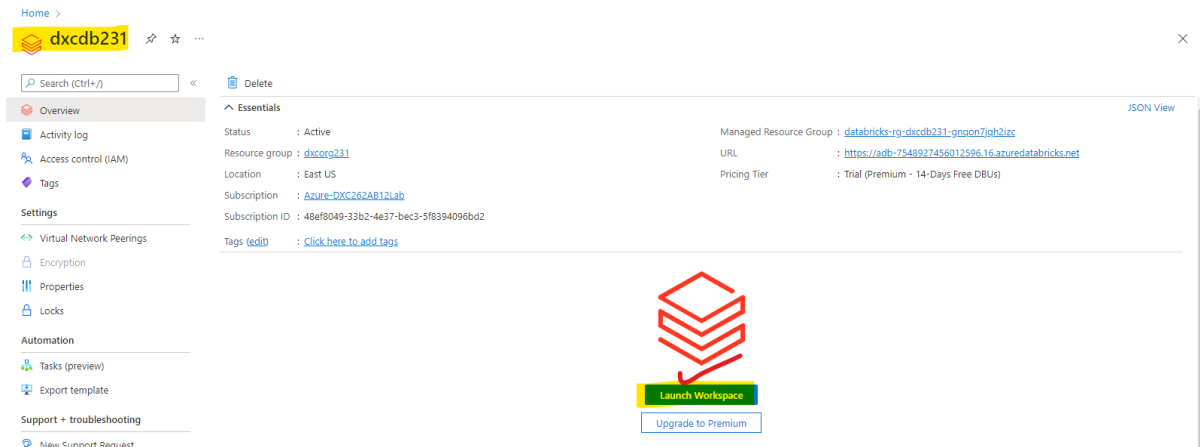 Home >
dxcdb231 ...
Search (Ctrl+/) «
Overview
Activity log
Access control (IAM)
Tags
Settings
Virtual Network Peerings
Encryption
Properties
Locks
Automation
Tasks (preview)
Export template
Support + troubleshooting
New Support Request
Delete
Essentials JSON View
Status : Active
Resource group : dxcorg231
Location : East US
Subscription : Azure-DXC262AB12Lab
Subscription ID : 48ef8049-33b2-4e37-bec3-5f8394096bd2
Tags (edit) : Click here to add tags
Managed Resource Group : databricks-rg-dxcdb231-gnqon7jqh2izc
URL : https://adb-7548927456012596.16.azuredatabricks.net
Pricing Tier : Trial (Premium - 14-Days Free DBUs)
Launch Workspace
Upgrade to Premium